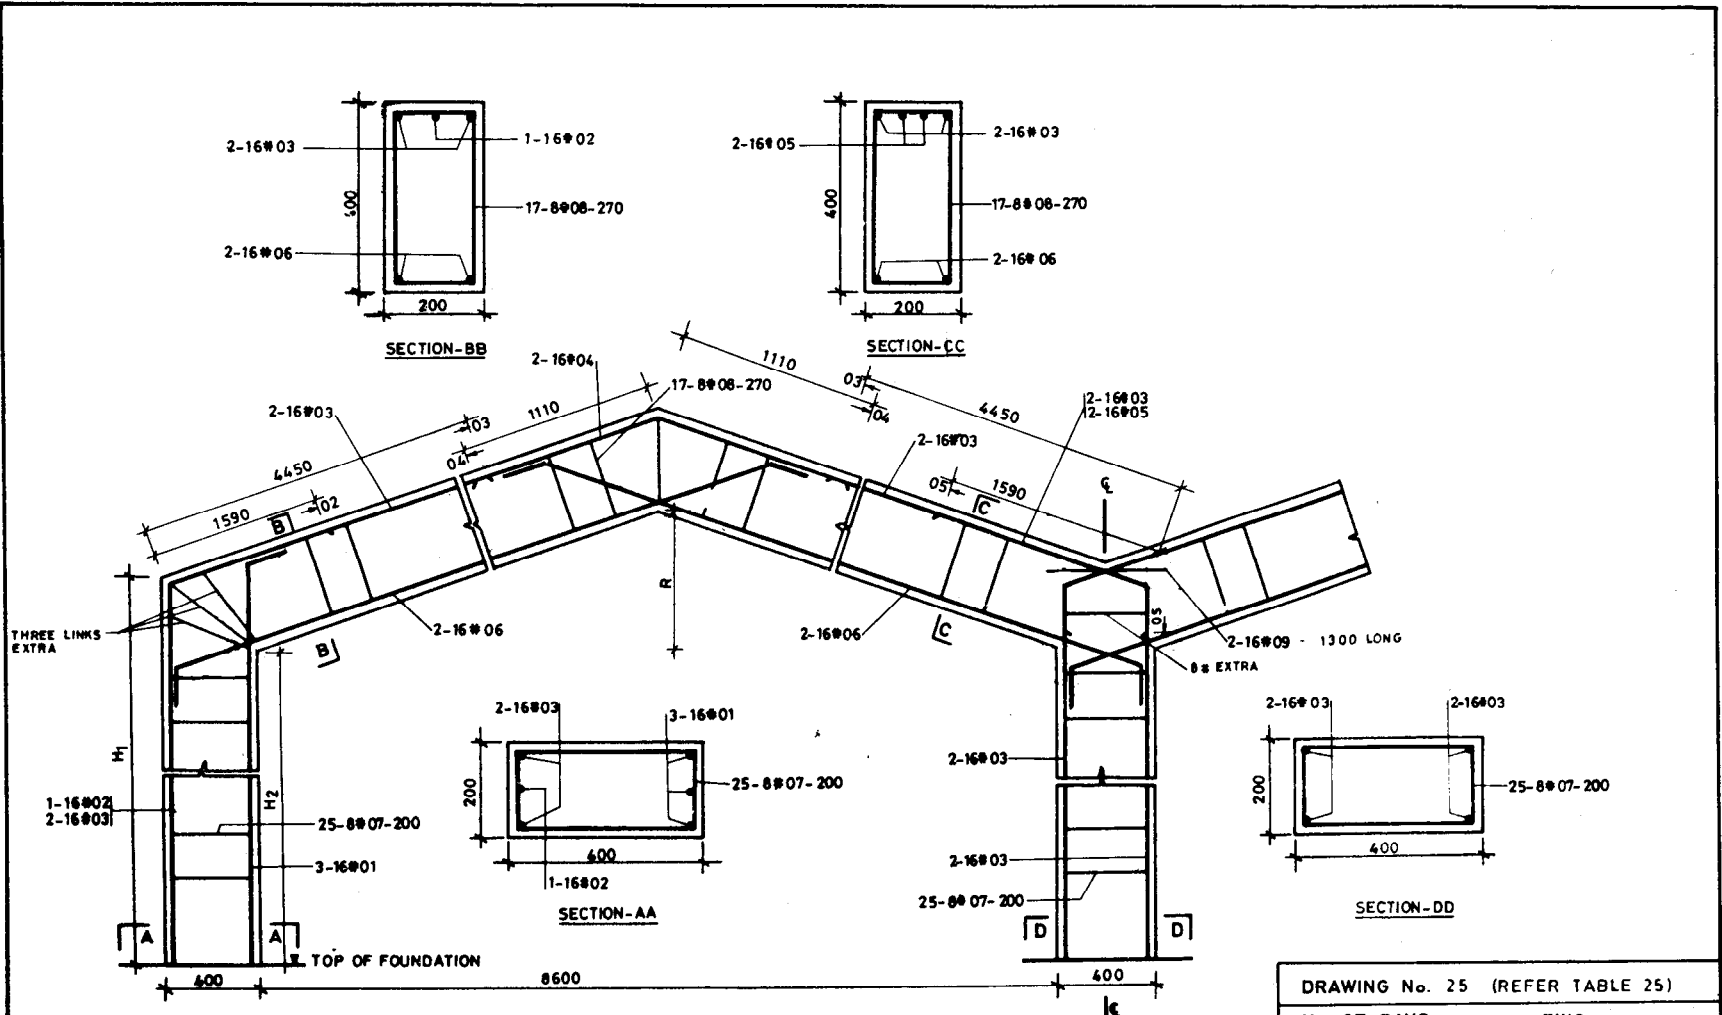 2-16#03
1-16#02
17-8#08-270
2-16#06
400
200
SECTION-BB
2-16#05
2-16#03
17-8#08-270
2-16#06
400
200
SECTION-CC
2-16#04
17-8#08-270
1110
03
04
4450
2-16#03
2-16#05
2-16#03
1110
03
04
4450
1590
02
B
2-16#03
05
1590
C
℄
THREE LINKS
EXTRA
B
2-16#06
R
2-16#06
C
05
2-16#09 - 1300 LONG
8# EXTRA
H1
H2
2-16#03
3-16#01
25-8#07-200
200
400
1-16#02
SECTION-AA
2-16#03
2-16#03
2-16#03
25-8#07-200
200
400
SECTION-DD
1-16#02
2-16#03
25-8#07-200
3-16#01
2-16#03
25-8#07-200
A
A
D
D
TOP OF FOUNDATION
400
8600
400
℄
DRAWING No. 25 (REFER TABLE 25)